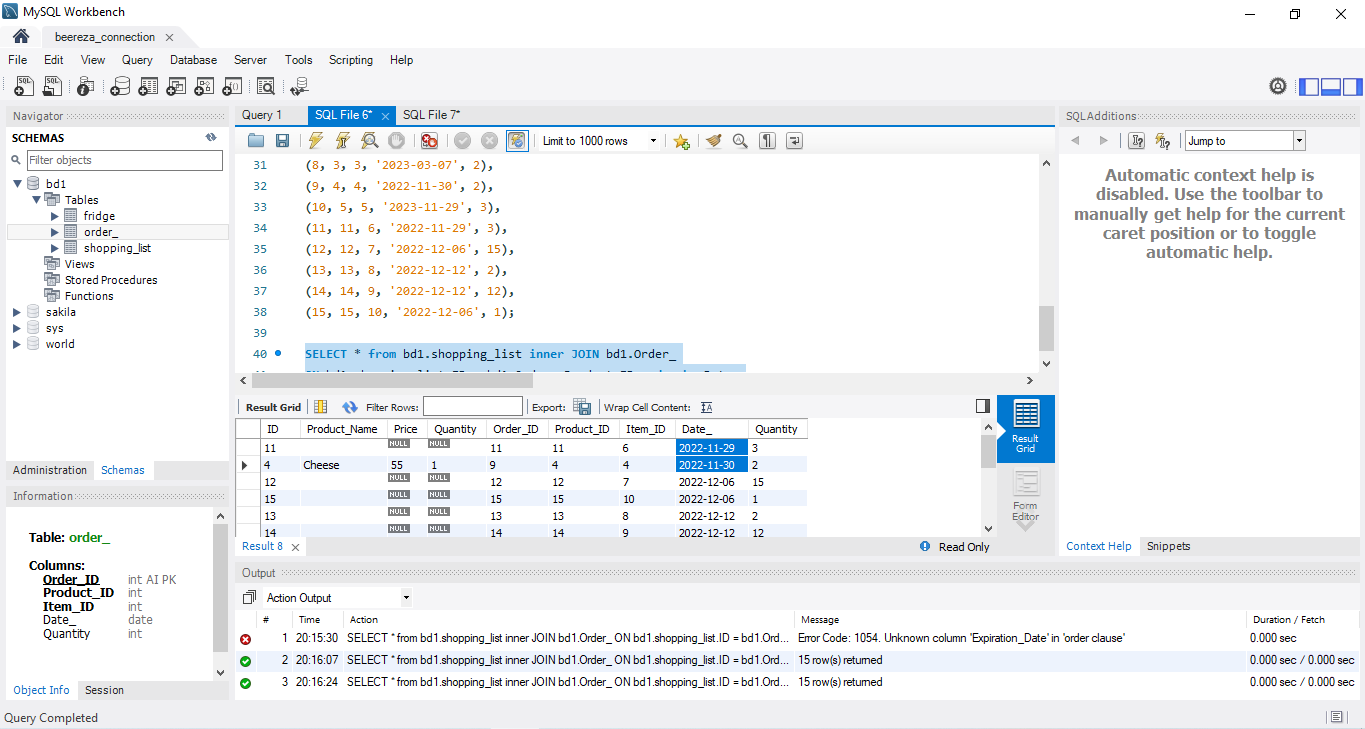 MySQL Workbench
beereza_connection
File Edit View Query Database Server Tools Scripting Help
Navigator
SCHEMAS
Filter objects
bd1
Tables
fridge
order_
shopping_list
Views
Stored Procedures
Functions
sakila
sys
world
Administration Schemas
Information
Table: order_
Columns:
Order_ID int AI PK
Product_ID int
Item_ID int
Date_ date
Quantity int
Object Info Session
Query 1 SQL File 6* SQL File 7*
Limit to 1000 rows
31 (8, 3, 3, '2023-03-07', 2),
32 (9, 4, 4, '2022-11-30', 2),
33 (10, 5, 5, '2023-11-29', 3),
34 (11, 11, 6, '2022-11-29', 3),
35 (12, 12, 7, '2022-12-06', 15),
36 (13, 13, 8, '2022-12-12', 2),
37 (14, 14, 9, '2022-12-12', 12),
38 (15, 15, 10, '2022-12-06', 1);
39
40 SELECT * from bd1.shopping_list inner JOIN bd1.Order_
Result Grid Filter Rows: Export: Wrap Cell Content:
ID Product_Name Price Quantity Order_ID Product_ID Item_ID Date_ Quantity
11 NULL NULL 11 11 6 2022-11-29 3
4 Cheese 55 1 9 4 4 2022-11-30 2
12 NULL NULL 12 12 7 2022-12-06 15
15 NULL NULL 15 15 10 2022-12-06 1
13 NULL NULL 13 13 8 2022-12-12 2
14 NULL NULL 14 14 9 2022-12-12 12
Result Grid
Form Editor
Result 8 Read Only
SQLAdditions
Jump to
Automatic context help is
disabled. Use the toolbar to
manually get help for the current
caret position or to toggle
automatic help.
Context Help Snippets
Output
Action Output
# Time Action Message Duration / Fetch
1 20:15:30 SELECT * from bd1.shopping_list inner JOIN bd1.Order_ ON bd1.shopping_list.ID = bd1.Ord... Error Code: 1054. Unknown column 'Expiration_Date' in 'order clause' 0.000 sec
2 20:16:07 SELECT * from bd1.shopping_list inner JOIN bd1.Order_ ON bd1.shopping_list.ID = bd1.Ord... 15 row(s) returned 0.000 sec / 0.000 sec
3 20:16:24 SELECT * from bd1.shopping_list inner JOIN bd1.Order_ ON bd1.shopping_list.ID = bd1.Ord... 15 row(s) returned 0.000 sec / 0.000 sec
Query Completed